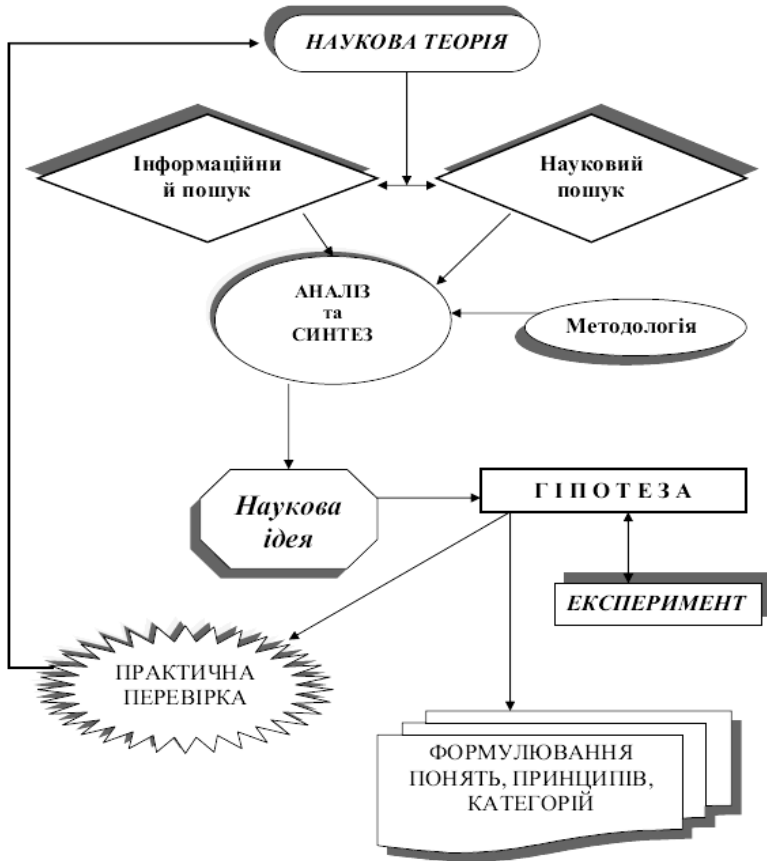 НАУКОВА ТЕОРІЯ
Інформаційни
й пошук
Науковий
пошук
АНАЛІЗ
та
СИНТЕЗ
Методологія
Наукова
ідея
Г І П О Т Е З А
ЕКСПЕРИМЕНТ
ПРАКТИЧНА
ПЕРЕВІРКА
ФОРМУЛЮВАННЯ
ПОНЯТЬ, ПРИНЦИПІВ,
КАТЕГОРІЙ